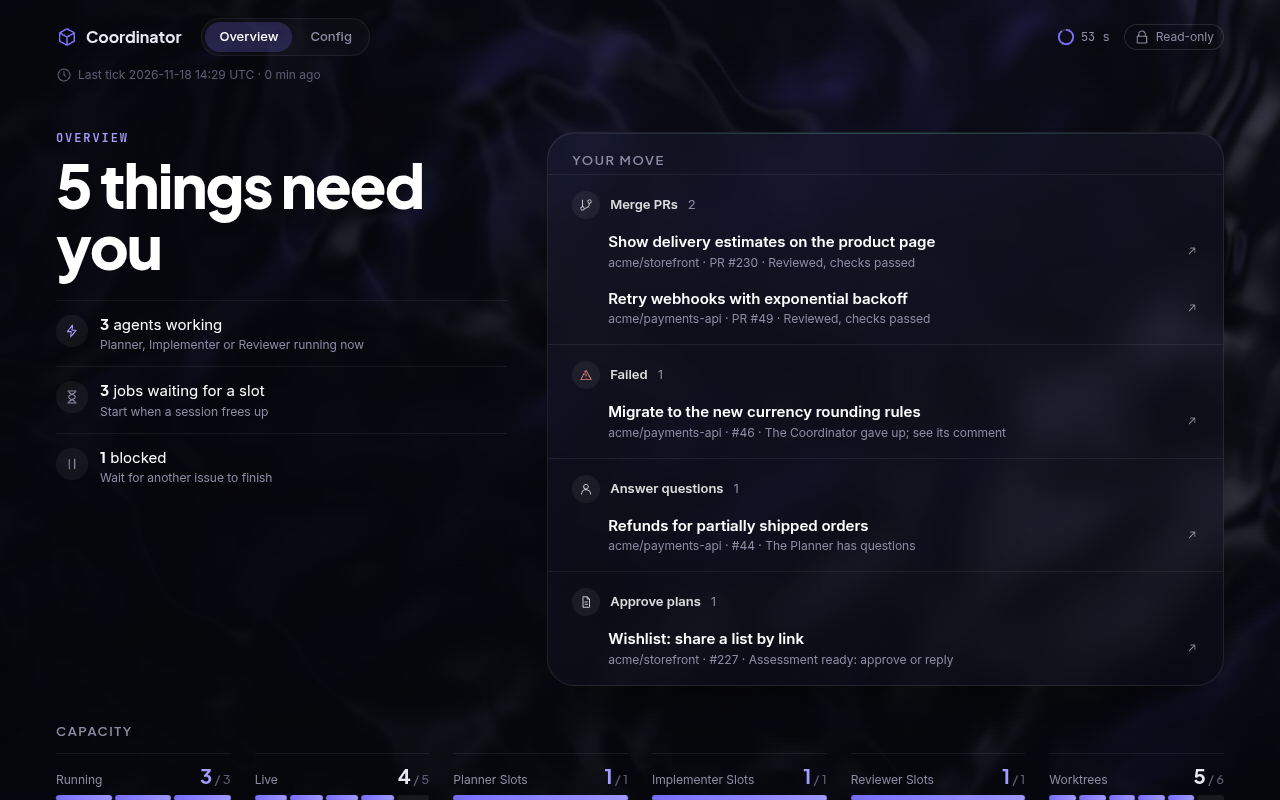 Coordinator
Overview
Config
53 s
Read-only
Last tick 2026-11-18 14:29 UTC · 0 min ago
OVERVIEW
5 things need
you
3 agents working
Planner, Implementer or Reviewer running now
3 jobs waiting for a slot
Start when a session frees up
1 blocked
Wait for another issue to finish
YOUR MOVE
Merge PRs 2
Show delivery estimates on the product page
acme/storefront · PR #230 · Reviewed, checks passed
Retry webhooks with exponential backoff
acme/payments-api · PR #49 · Reviewed, checks passed
Failed 1
Migrate to the new currency rounding rules
acme/payments-api · #46 · The Coordinator gave up; see its comment
Answer questions 1
Refunds for partially shipped orders
acme/payments-api · #44 · The Planner has questions
Approve plans 1
Wishlist: share a list by link
acme/storefront · #227 · Assessment ready: approve or reply
CAPACITY
Running 3 / 3
Live 4 / 5
Planner Slots 1 / 1
Implementer Slots 1 / 1
Reviewer Slots 1 / 1
Worktrees 5 / 6